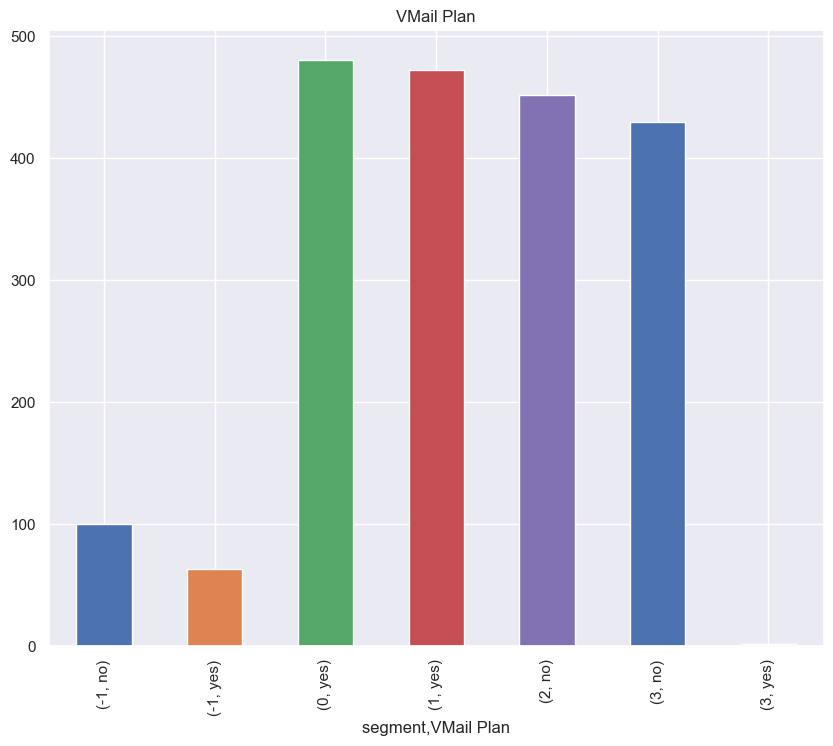 VMail Plan
500
400
300
200
100
0
(-1, no)
(-1, yes)
(0, yes)
(1, yes)
(2, no)
(3, no)
(3, yes)
segment,VMail Plan